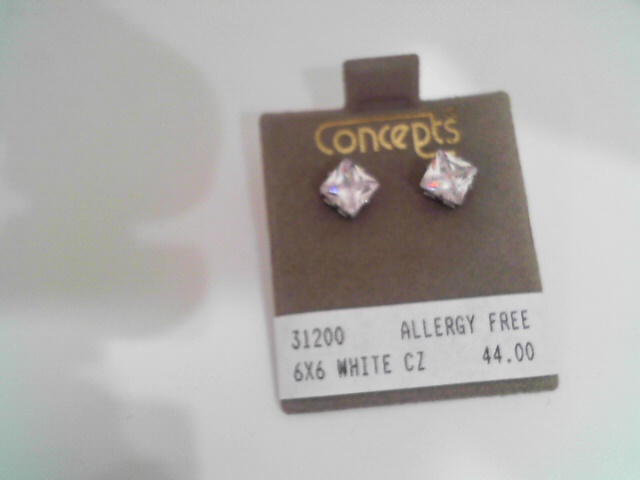 Concepts
31200 ALLERGY FREE
6X6 WHITE CZ 44.00